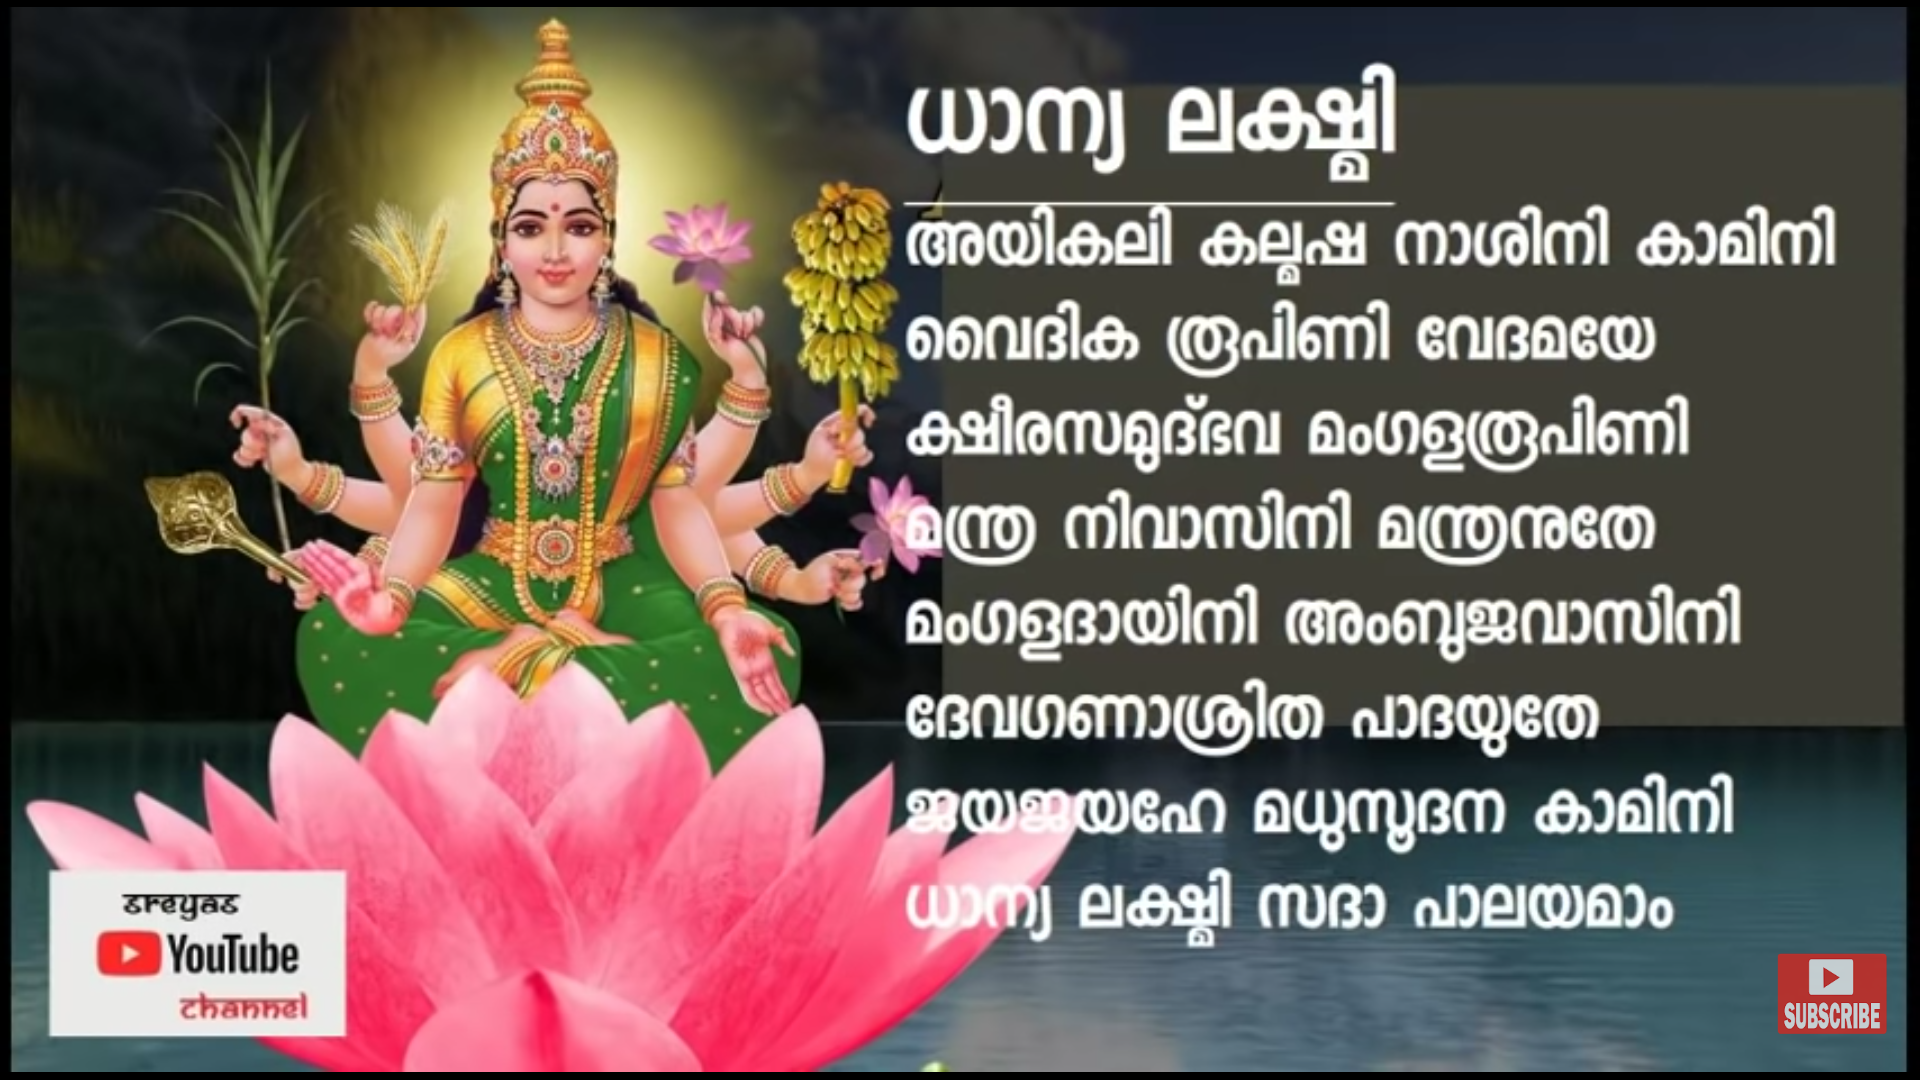 ധാന്യ ലക്ഷ്മി
അയികലി കല്മഷ നാശിനി കാമിനി
വൈദിക രൂപിണി വേദമയേ
ക്ഷീരസമുദ്ഭവ മംഗളരൂപിണി
മന്ത്ര നിവാസിനി മന്ത്രനുതേ
മംഗളദായിനി അംബുജവാസിനി
ദേവഗണാശ്രിത പാദയുതേ
ജയജയഹേ മധുസൂദന കാമിനി
ധാന്യ ലക്ഷ്മി സദാ പാലയമാം
sreyas
YouTube
channel
SUBSCRIBE